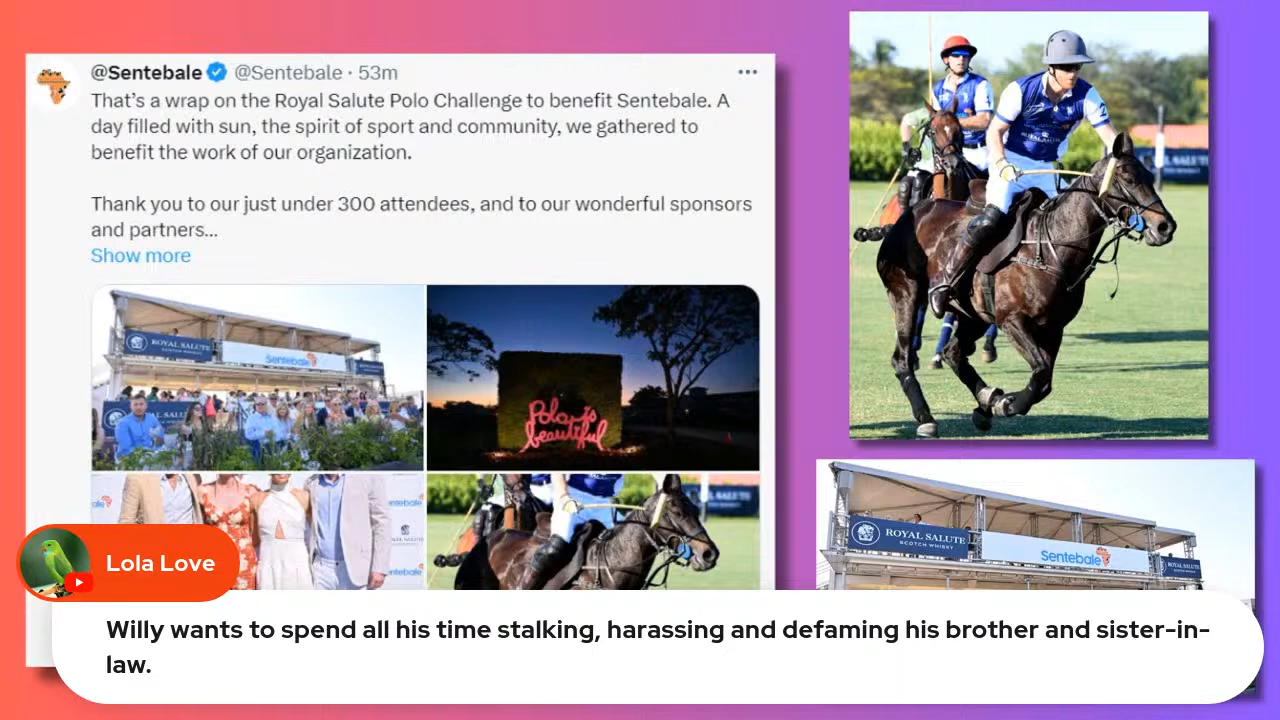 @Sentebale @Sentebale · 53m
That's a wrap on the Royal Salute Polo Challenge to benefit Sentebale. A
day filled with sun, the spirit of sport and community, we gathered to
benefit the work of our organization.
Thank you to our just under 300 attendees, and to our wonderful sponsors
and partners...
Show more
ROYAL SALUTE
Sentebale
Polo is
beautiful
ROYAL SALUTE
SCOTCH WHISKY
Sentebale
ROYAL SALUTE
Lola Love
Willy wants to spend all his time stalking, harassing and defaming his brother and sister-in-
law.